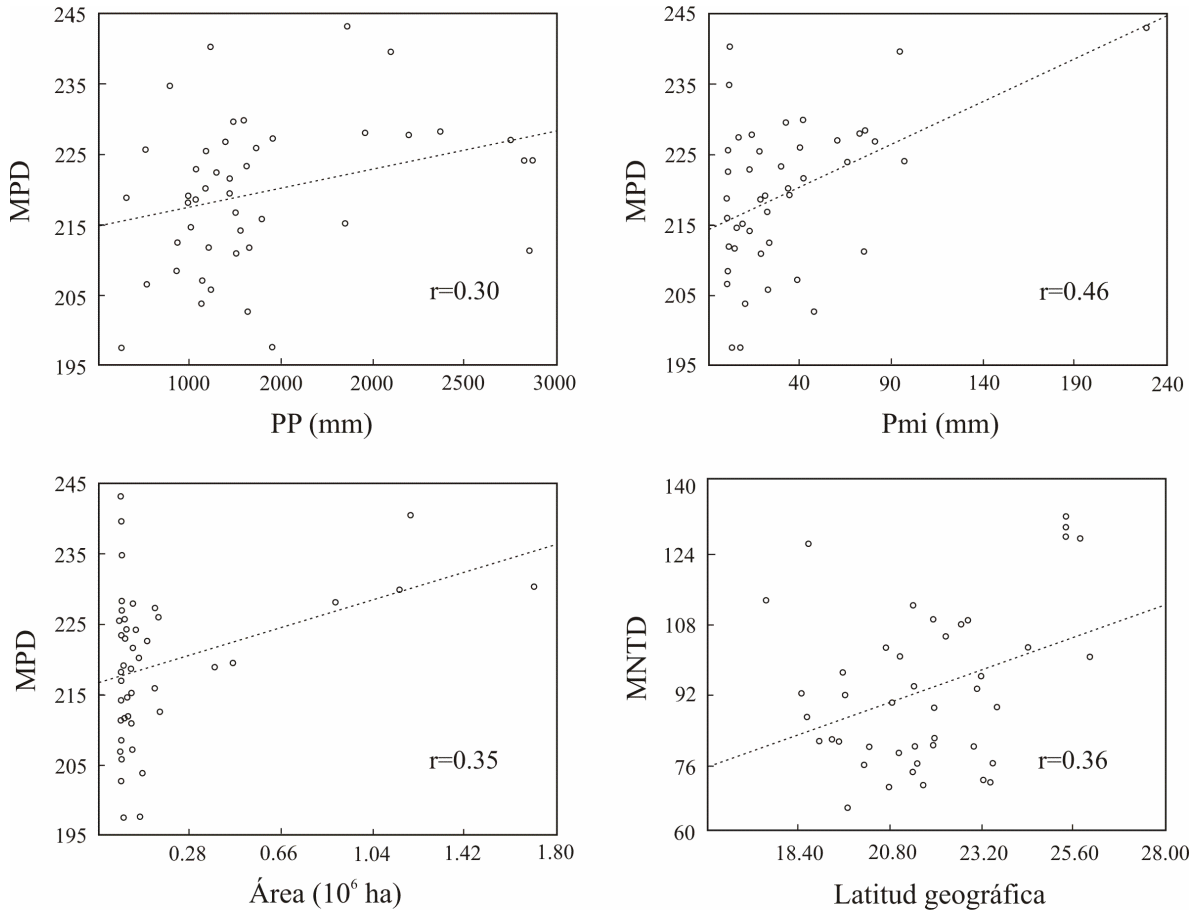 245
235
225
215
205
195
MPD
r=0.30
1000 2000 2000 2500 3000
PP (mm)
245
235
225
215
205
195
MPD
r=0.46
40 90 140 190 240
Pmi (mm)
245
235
225
215
205
195
MPD
r=0.35
0.28 0.66 1.04 1.42 1.80
Área (10⁶ ha)
140
124
108
92
76
60
MNTD
r=0.36
18.40 20.80 23.20 25.60 28.00
Latitud geográfica